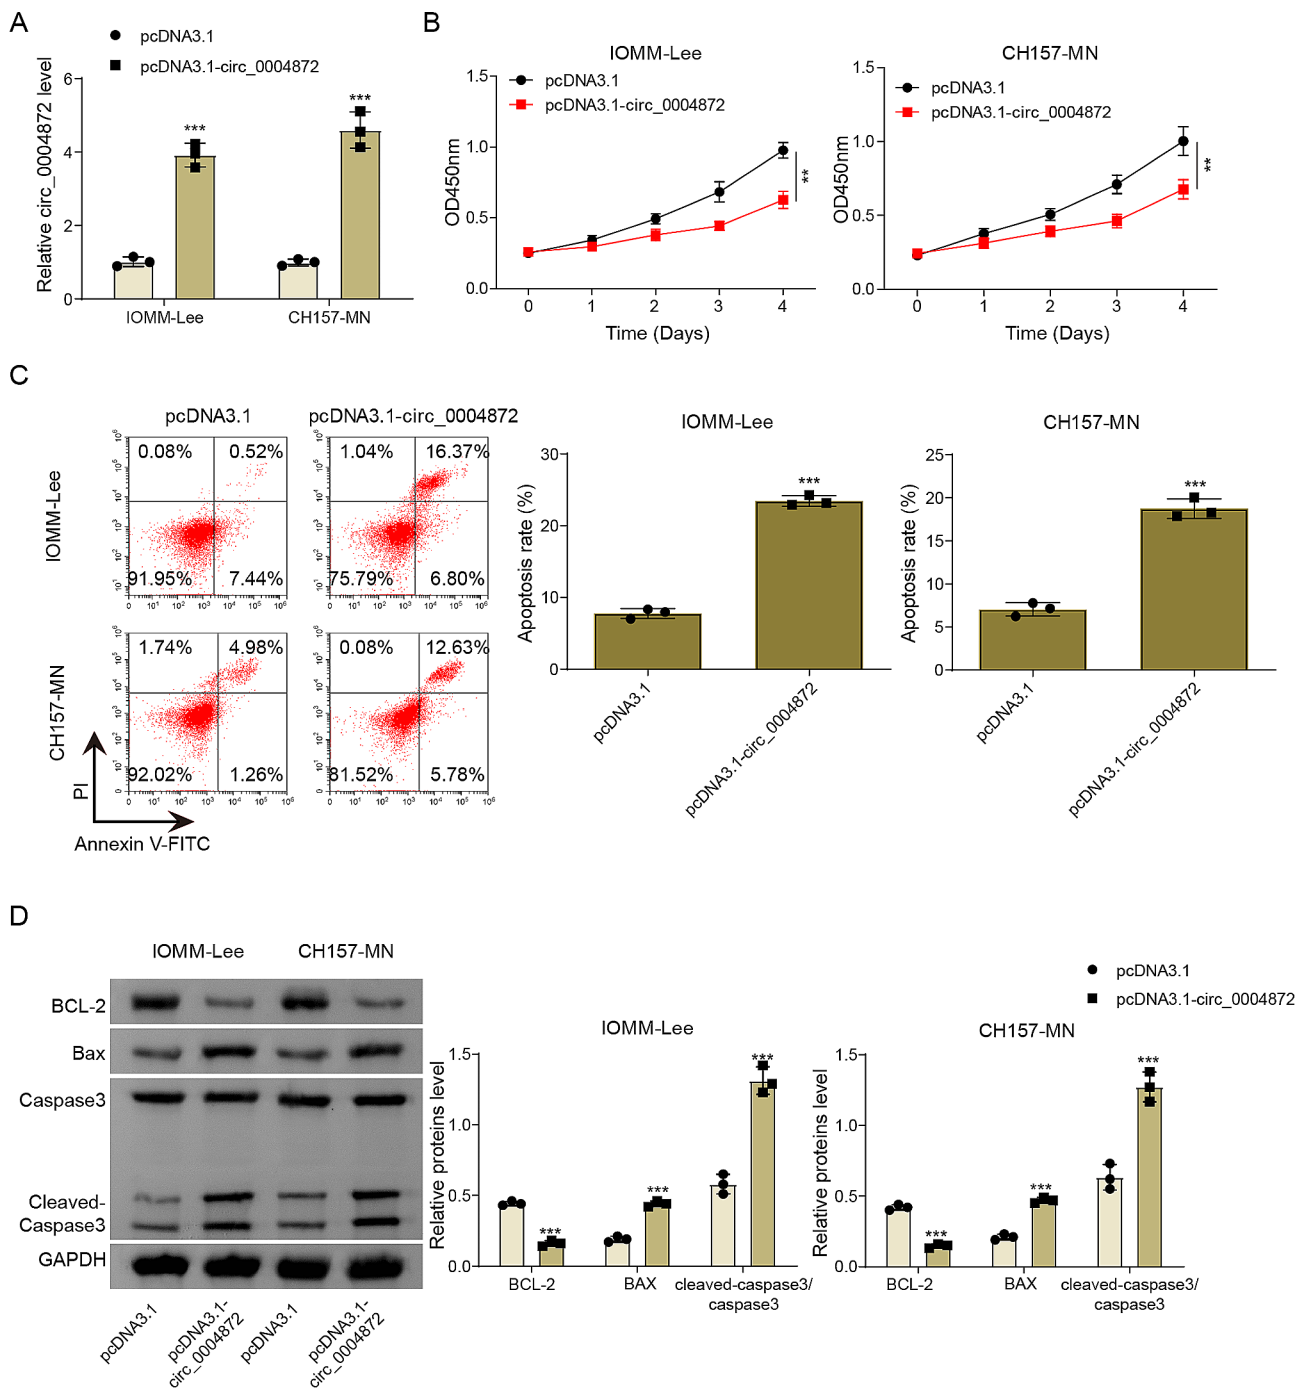 A
pcDNA3.1
pcDNA3.1-circ_0004872
Relative circ_0004872 level
6
4
2
0
***
***
IOMM-Lee
CH157-MN
B
IOMM-Lee
pcDNA3.1
pcDNA3.1-circ_0004872
OD450nm
1.5
1.0
0.5
0.0
**
0 1 2 3 4
Time (Days)
CH157-MN
pcDNA3.1
pcDNA3.1-circ_0004872
OD450nm
1.5
1.0
0.5
0.0
**
0 1 2 3 4
Time (Days)
C
pcDNA3.1
pcDNA3.1-circ_0004872
IOMM-Lee
0.08% 0.52%
91.95% 7.44%
1.04% 16.37%
75.79% 6.80%
CH157-MN
1.74% 4.98%
92.02% 1.26%
0.08% 12.63%
81.52% 5.78%
PI
Annexin V-FITC
IOMM-Lee
Apoptosis rate (%)
30
20
10
0
***
pcDNA3.1
pcDNA3.1-circ_0004872
CH157-MN
Apoptosis rate (%)
25
20
15
10
5
0
***
pcDNA3.1
pcDNA3.1-circ_0004872
D
IOMM-Lee
CH157-MN
BCL-2
Bax
Caspase3
Cleaved-
Caspase3
GAPDH
pcDNA3.1
pcDNA3.1-
circ_0004872
pcDNA3.1
pcDNA3.1-
circ_0004872
pcDNA3.1
pcDNA3.1-circ_0004872
IOMM-Lee
Relative proteins level
1.5
1.0
0.5
0.0
***
***
***
BCL-2
BAX
cleaved-caspase3/
caspase3
CH157-MN
Relative proteins level
1.5
1.0
0.5
0.0
***
***
***
BCL-2
BAX
cleaved-caspase3/
caspase3